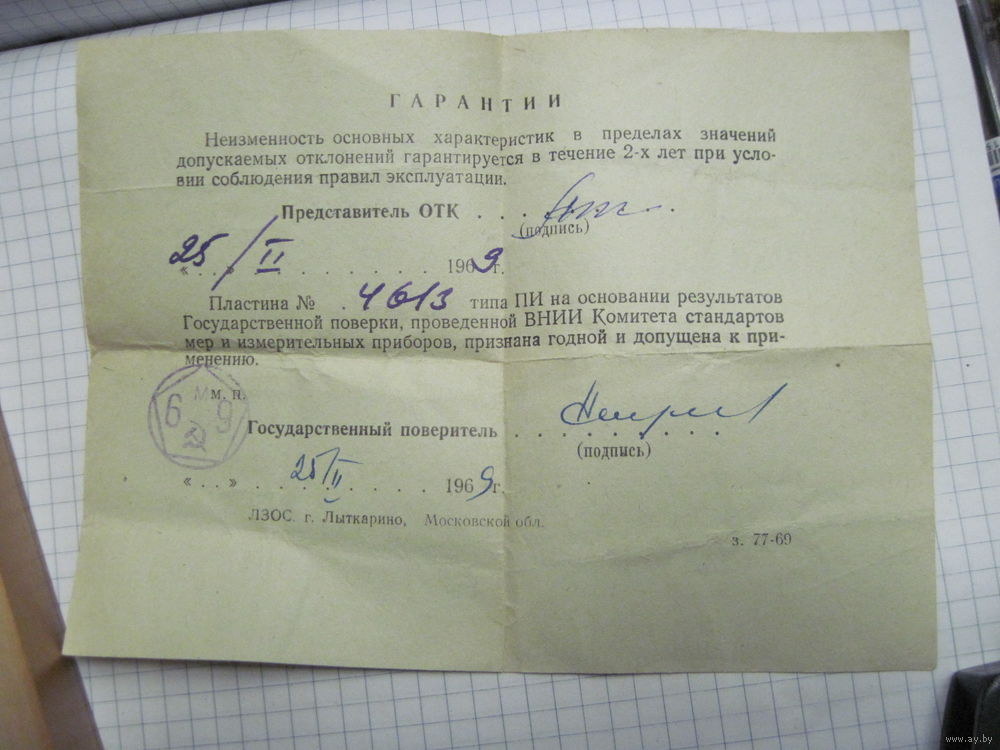 ГАРАНТИИ
Неизменность основных характеристик в пределах значений
допускаемых отклонений гарантируется в течение 2-х лет при усло-
вии соблюдения правил эксплуатации.
Представитель ОТК . . .
(подпись)
« 25 » / II . . . . . . . 1969 г.
Пластина № . 4613 типа ПИ на основании результатов
Государственной поверки, проведенной ВНИИ Комитета стандартов
мер и измерительных приборов, признана годной и допущена к при-
менению.
м. п.
М
6 9
Государственный поверитель . . . . . . . . .
(подпись)
« . . » . 25/II . . . . 1969 г.
ЛЗОС. г. Лыткарино, Московской обл.
з. 77-69
www.ay.by